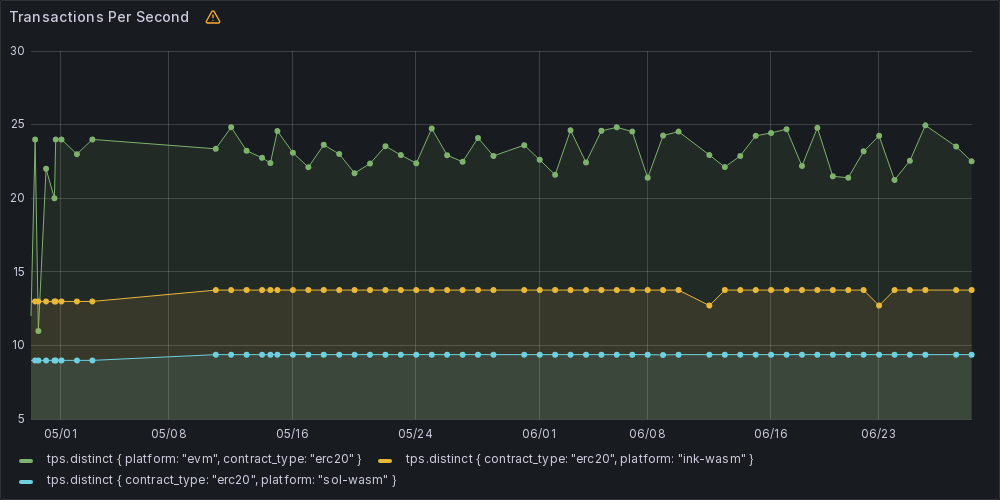 Transactions Per Second
30
25
20
15
10
5
05/01 05/08 05/16 05/24 06/01 06/08 06/16 06/23
tps.distinct { platform: "evm", contract_type: "erc20" } tps.distinct { contract_type: "erc20", platform: "ink-wasm" }
tps.distinct { contract_type: "erc20", platform: "sol-wasm" }